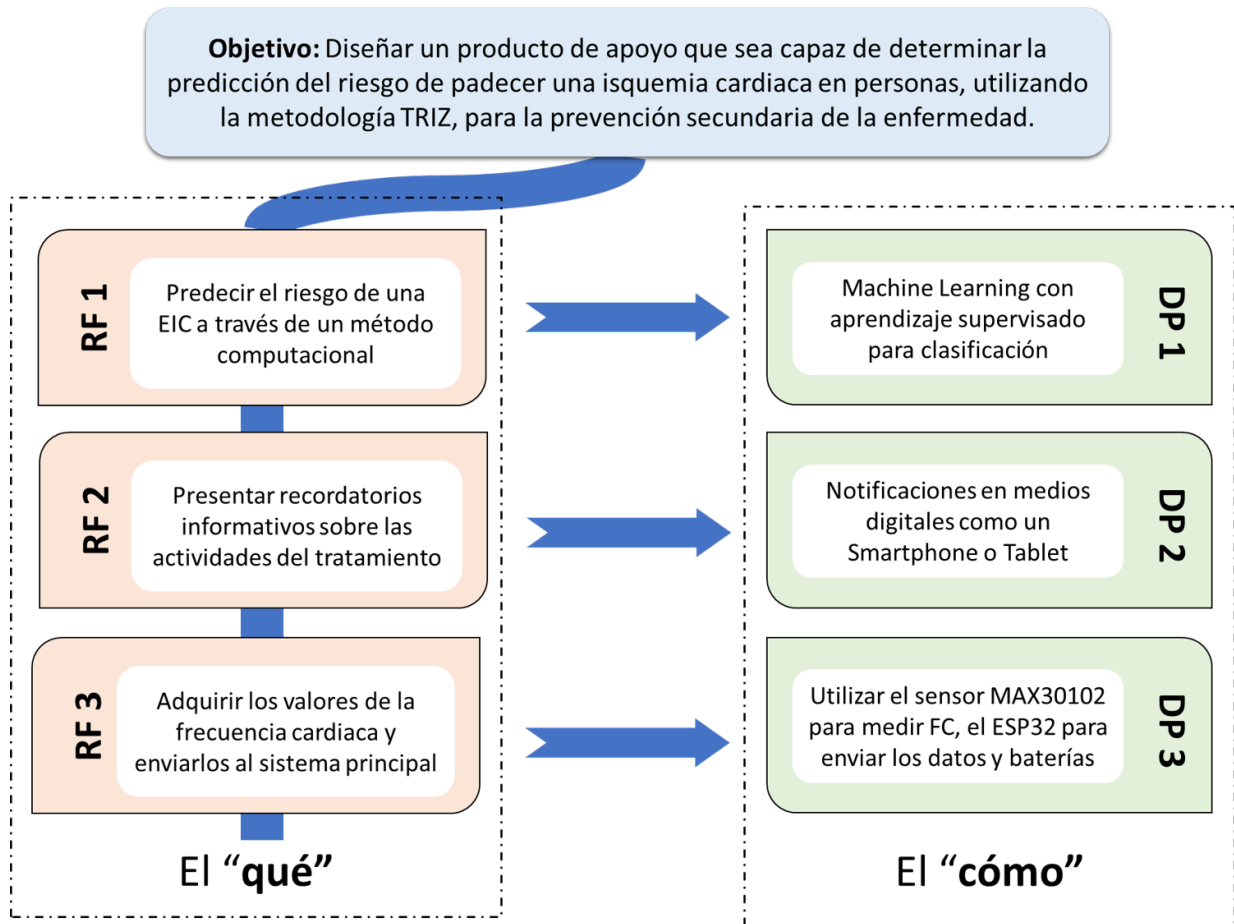 Objetivo: Diseñar un producto de apoyo que sea capaz de determinar la
predicción del riesgo de padecer una isquemia cardiaca en personas, utilizando
la metodología TRIZ, para la prevención secundaria de la enfermedad.
RF 1
Predecir el riesgo de una
EIC a través de un método
computacional
Machine Learning con
aprendizaje supervisado
para clasificación
DP 1
RF 2
Presentar recordatorios
informativos sobre las
actividades del tratamiento
Notificaciones en medios
digitales como un
Smartphone o Tablet
DP 2
RF 3
Adquirir los valores de la
frecuencia cardiaca y
enviarlos al sistema principal
Utilizar el sensor MAX30102
para medir FC, el ESP32 para
enviar los datos y baterías
DP 3
El “qué”
El “cómo”